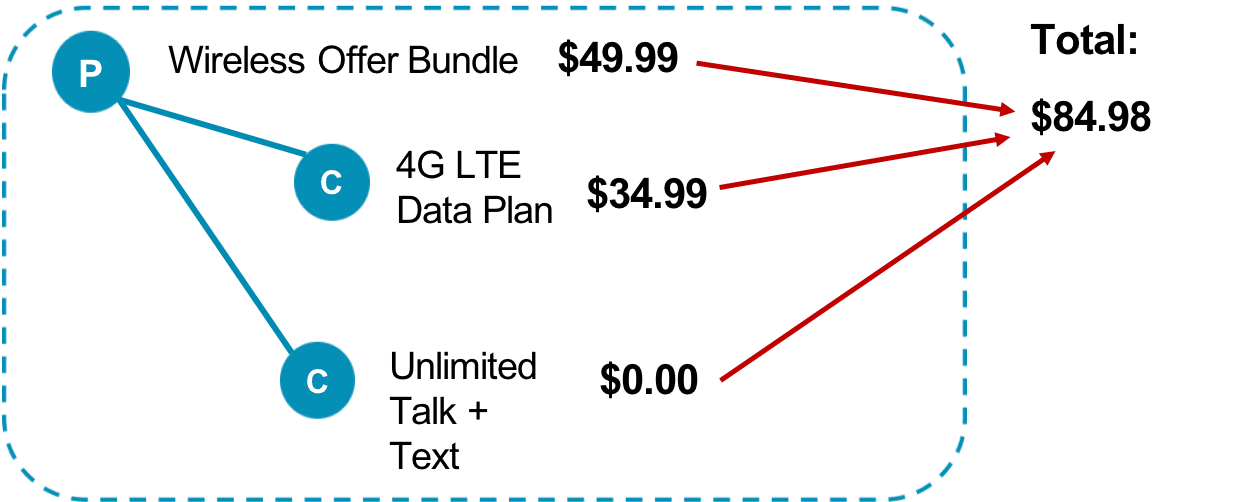 P
Wireless Offer Bundle $49.99
Total:
$84.98
C
4G LTE
Data Plan
$34.99
C
Unlimited
Talk +
Text
$0.00